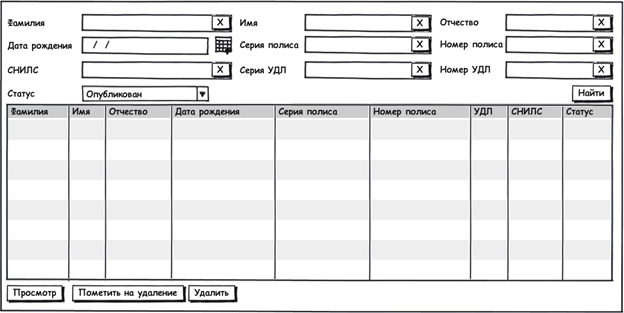 Фамилия X Имя X Отчество X
Дата рождения / / Серия полиса X Номер полиса X
СНИЛС X Серия УДЛ X Номер УДЛ X
Статус Опубликован Найти
Фамилия Имя Отчество Дата рождения Серия полиса Номер полиса УДЛ СНИЛС Статус
Просмотр Пометить на удаление Удалить